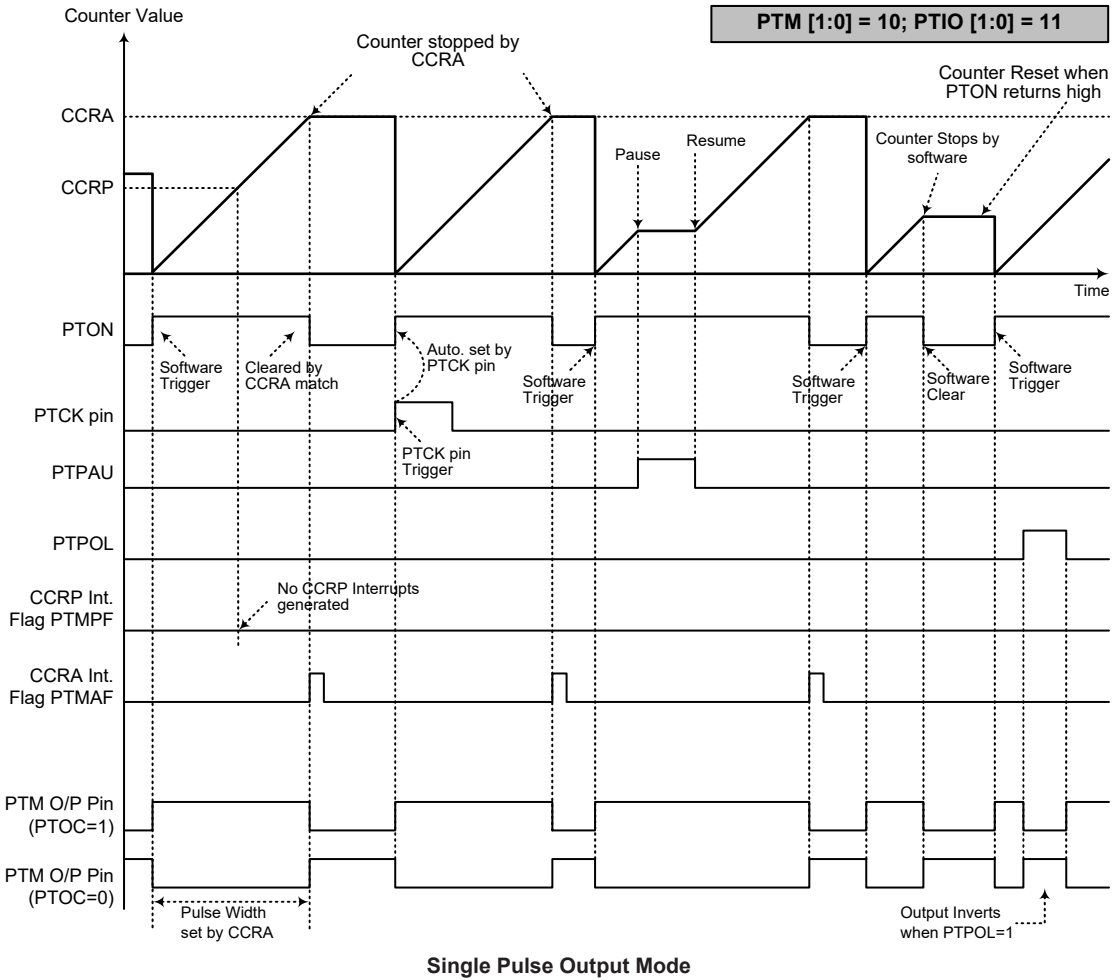 Counter Value
PTM [1:0] = 10; PTIO [1:0] = 11
Counter stopped by
CCRA
Counter Reset when
PTON returns high
CCRA
Pause
Resume
Counter Stops by
software
CCRP
Time
PTON
Software
Trigger
Cleared by
CCRA match
Auto. set by
PTCK pin
Software
Trigger
Software
Trigger
Software
Clear
Software
Trigger
PTCK pin
PTCK pin
Trigger
PTPAU
PTPOL
CCRP Int.
Flag PTMPF
No CCRP Interrupts
generated
CCRA Int.
Flag PTMAF
PTM O/P Pin
(PTOC=1)
PTM O/P Pin
(PTOC=0)
Pulse Width
set by CCRA
Output Inverts
when PTPOL=1
Single Pulse Output Mode